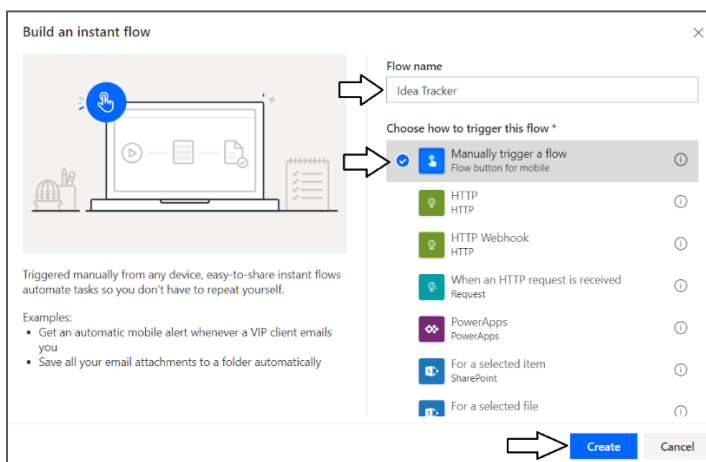 Build an instant flow
Triggered manually from any device, easy-to-share instant flows
automate tasks so you don't have to repeat yourself.
Examples:
• Get an automatic mobile alert whenever a VIP client emails
you
• Save all your email attachments to a folder automatically
Flow name
Idea Tracker
Choose how to trigger this flow *
Manually trigger a flow
Flow button for mobile
HTTP
HTTP
HTTP Webhook
HTTP
When an HTTP request is received
Request
PowerApps
PowerApps
For a selected item
SharePoint
For a selected file
Create
Cancel